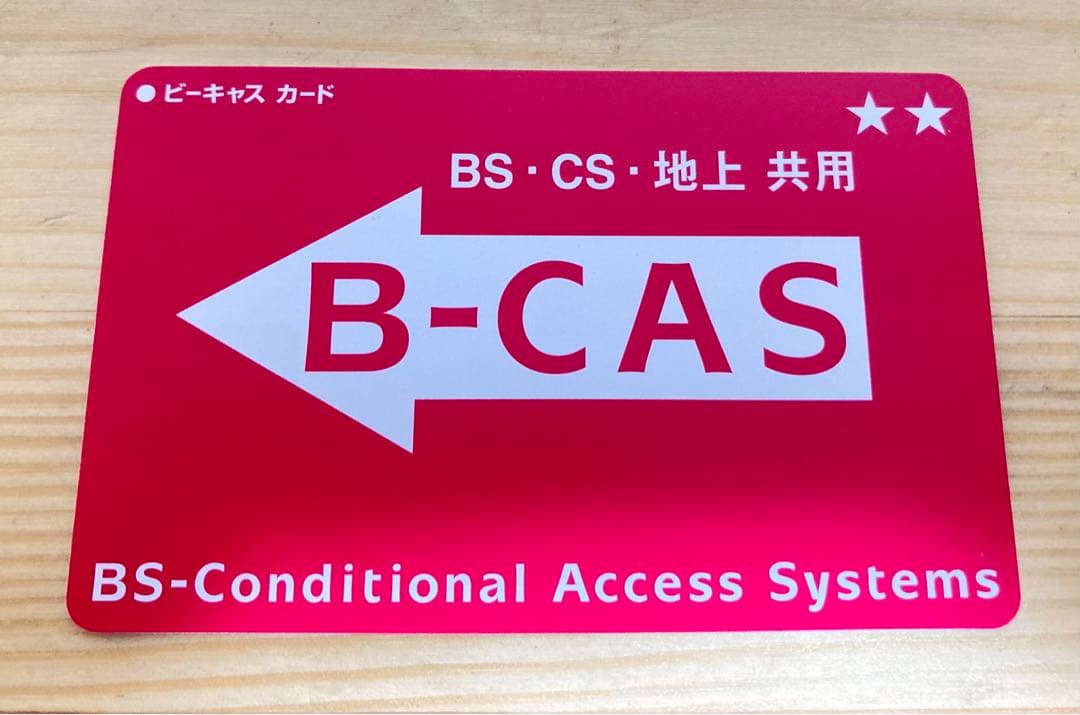 ●ビーキャス カード
★★
BS・CS・地上 共用
B-CAS
BS-Conditional Access Systems